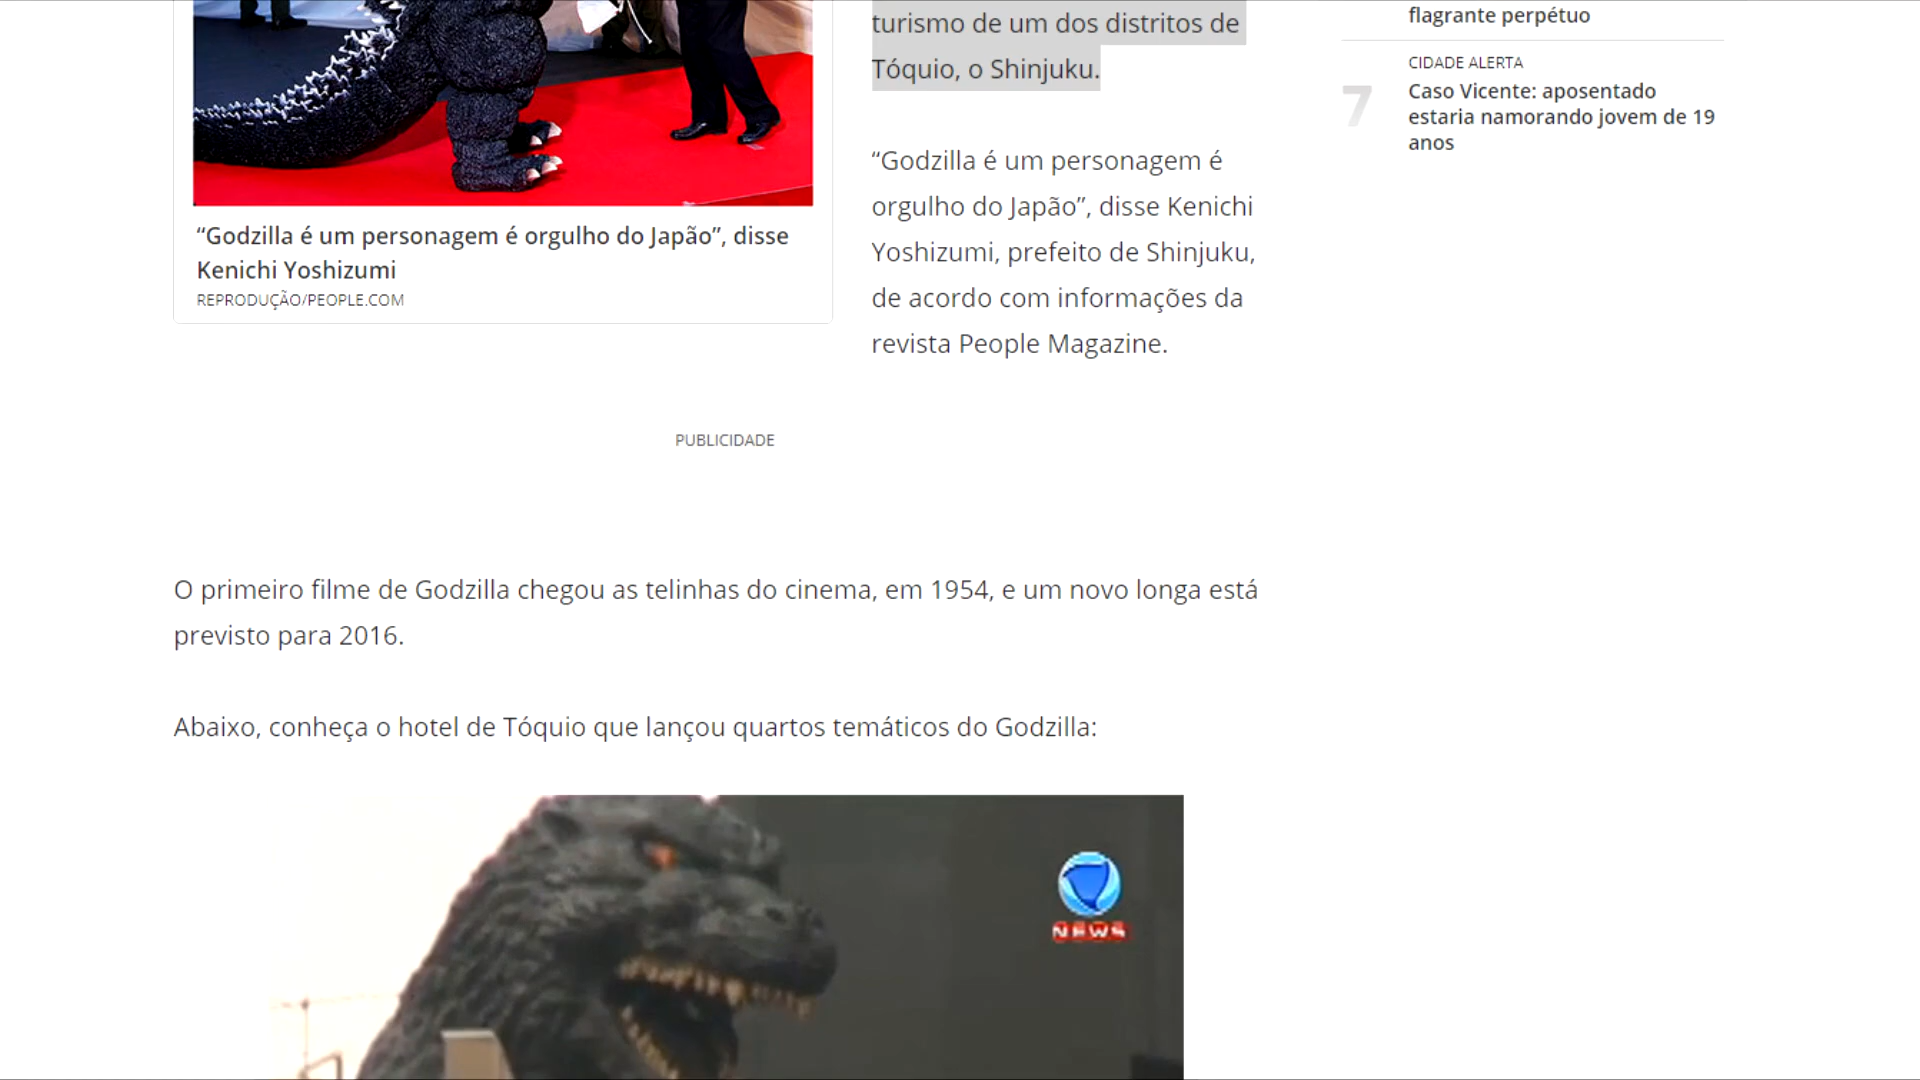 turismo de um dos distritos de
Tóquio, o Shinjuku.
“Godzilla é um personagem é
orgulho do Japão”, disse Kenichi
Yoshizumi, prefeito de Shinjuku,
de acordo com informações da
revista People Magazine.
“Godzilla é um personagem é orgulho do Japão”, disse
Kenichi Yoshizumi
REPRODUÇÃO/PEOPLE.COM
PUBLICIDADE
O primeiro filme de Godzilla chegou as telinhas do cinema, em 1954, e um novo longa está
previsto para 2016.
Abaixo, conheça o hotel de Tóquio que lançou quartos temáticos do Godzilla:
NEWS
flagrante perpétuo
CIDADE ALERTA
7
Caso Vicente: aposentado
estaria namorando jovem de 19
anos